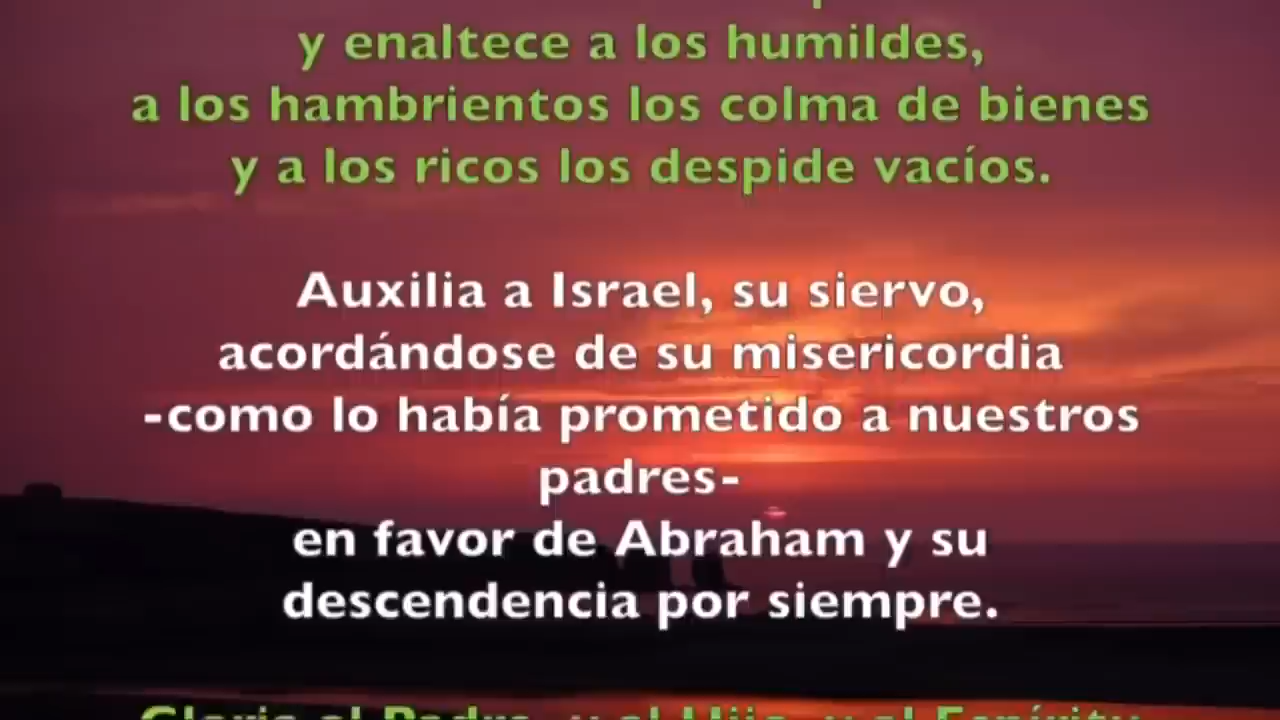 y enaltece a los humildes,
a los hambrientos los colma de bienes
y a los ricos los despide vacíos.
Auxilia a Israel, su siervo,
acordándose de su misericordia
-como lo había prometido a nuestros
padres-
en favor de Abraham y su
descendencia por siempre.
Gloria al Padre, y al Hijo, y al Espíritu